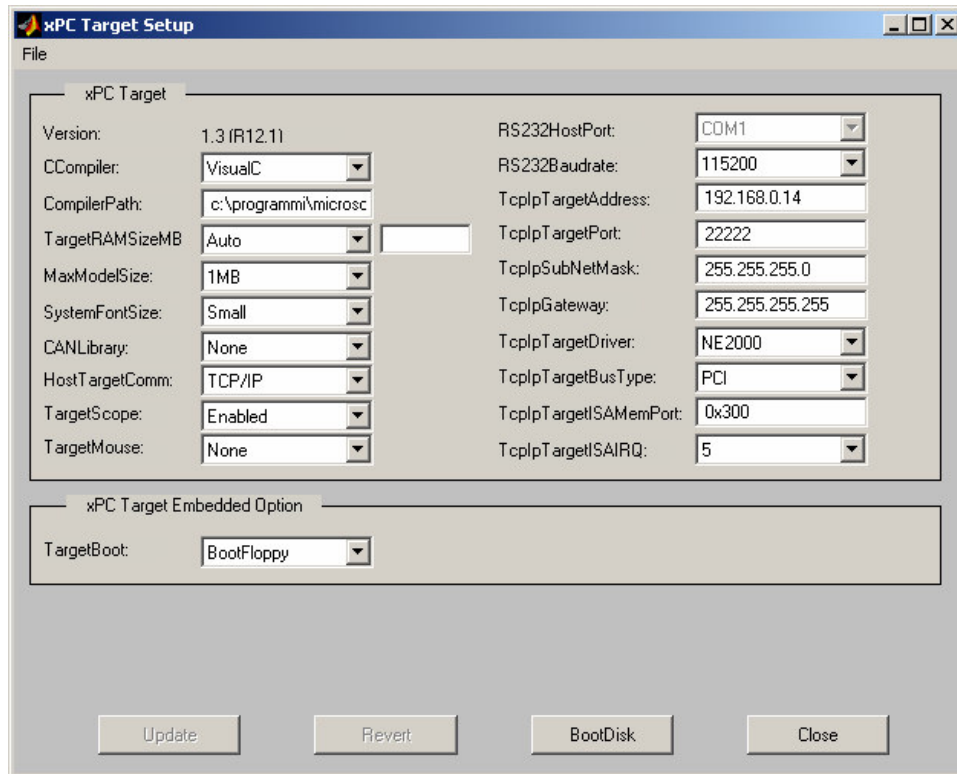 xPC Target Setup
File
xPC Target
Version: 1.3 (R12.1)
CCompiler: VisualC
CompilerPath: c:\programmi\microsc
TargetRAMSizeMB Auto
MaxModelSize: 1MB
SystemFontSize: Small
CANLibrary: None
HostTargetComm: TCP/IP
TargetScope: Enabled
TargetMouse: None
RS232HostPort: COM1
RS232Baudrate: 115200
TcpIpTargetAddress: 192.168.0.14
TcpIpTargetPort: 22222
TcpIpSubNetMask: 255.255.255.0
TcpIpGateway: 255.255.255.255
TcpIpTargetDriver: NE2000
TcpIpTargetBusType: PCI
TcpIpTargetISAMemPort: 0x300
TcpIpTargetISAIRQ: 5
xPC Target Embedded Option
TargetBoot: BootFloppy
Update Revert BootDisk Close